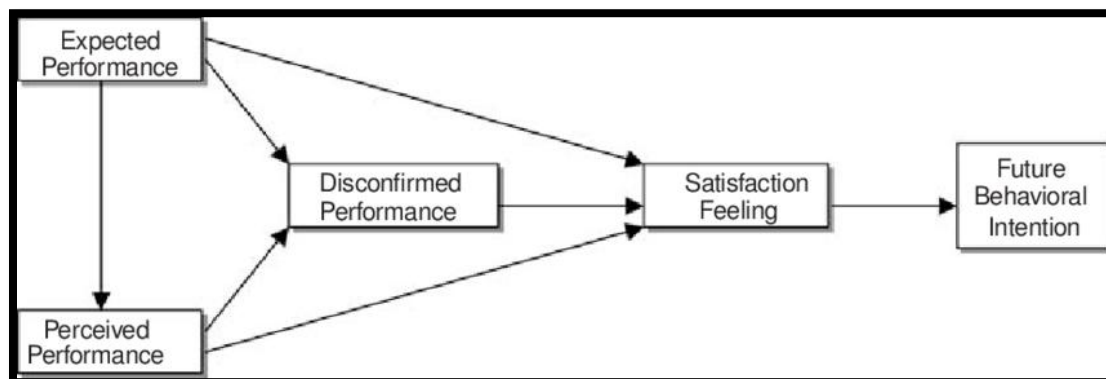 Expected
Performance
Disconfirmed
Performance
Satisfaction
Feeling
Future
Behavioral
Intention
Perceived
Performance